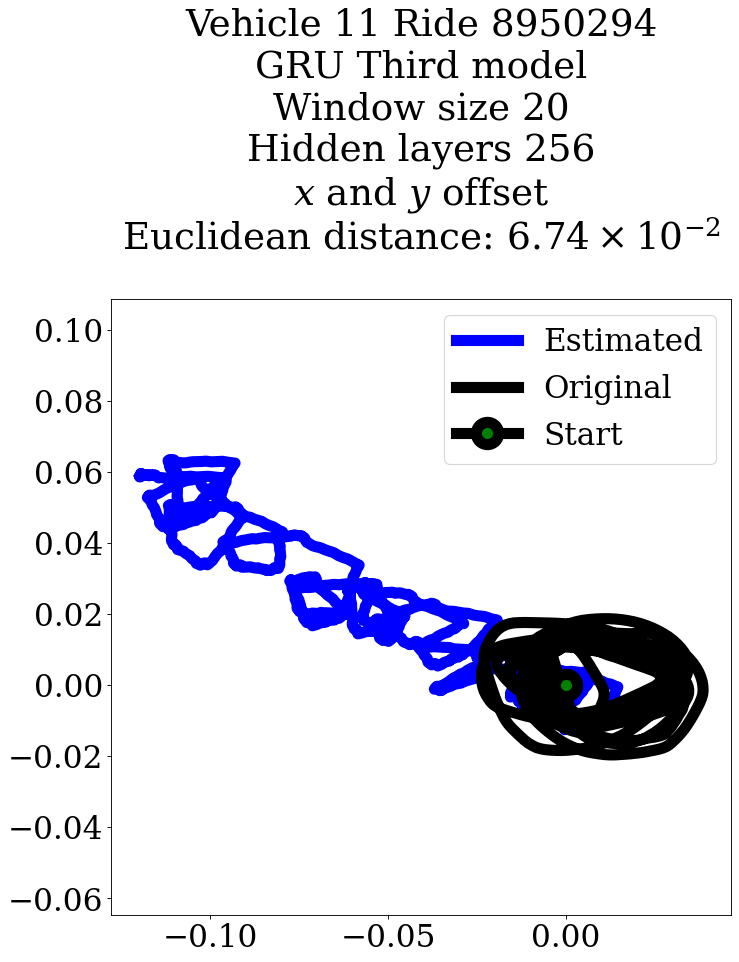 Vehicle 11 Ride 8950294
GRU Third model
Window size 20
Hidden layers 256
x and y offset
Euclidean distance: 6.74 × 10⁻²
Estimated
Original
Start
0.10
0.08
0.06
0.04
0.02
0.00
−0.02
−0.04
−0.06
−0.10
−0.05
0.00